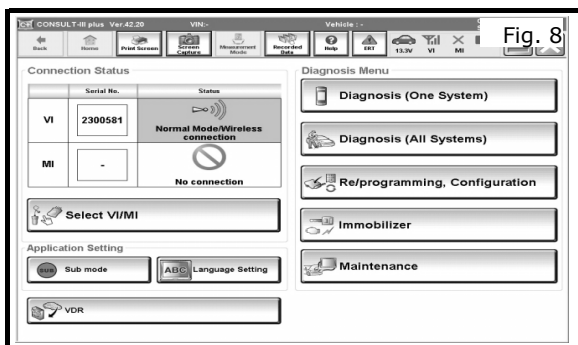 CONSULT-III plus Ver.42.20 VIN:- Vehicle : -
Fig. 8
Back Home Print Screen Screen Capture Measurement Mode Recorded Data Help ERT 13.3V VI MI
Connection Status
Serial No. Status
VI 2300581 Normal Mode/Wireless connection
MI - No connection
Select VI/MI
Application Setting
SUB Sub mode ABC Language Setting
VDR
Diagnosis Menu
Diagnosis (One System)
Diagnosis (All Systems)
Re/programming, Configuration
Immobilizer
Maintenance